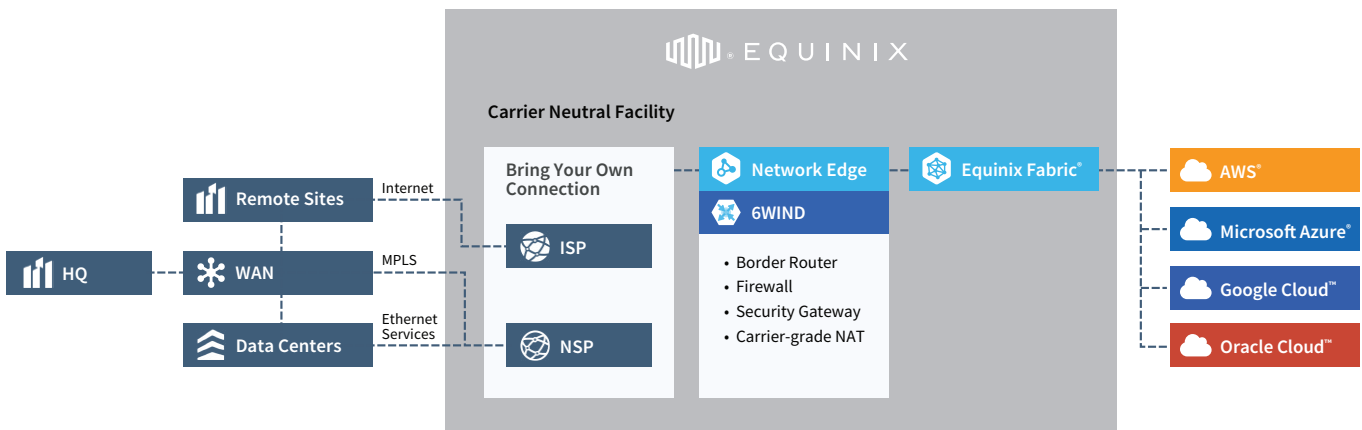 ® EQUINIX
Carrier Neutral Facility
HQ
Remote Sites
WAN
Data Centers
Internet
MPLS
Ethernet
Services
Bring Your Own
Connection
ISP
NSP
Network Edge
6WIND
• Border Router
• Firewall
• Security Gateway
• Carrier-grade NAT
Equinix Fabric®
AWS®
Microsoft Azure®
Google Cloud™
Oracle Cloud™